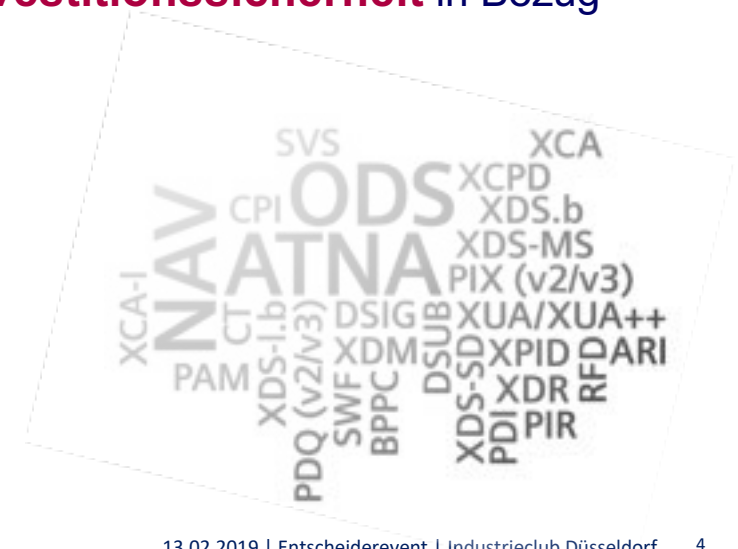 vestitionssicherheit in Bezug
SVS
XCA
ODS
XCPD
CPI
XDS.b
NAV
ATNA
XDS-MS
PIX (v2/v3)
XCA-I
CT
XDS-I.b
PDQ (v2/v3)
DSIG
DSUB
XUA/XUA++
XDM
XDS-SD
XPID
RFD
ARI
PAM
SWF
BPPC
XDR
PDI
PIR
13.02.2019 | Entscheiderevent | Industrieclub Düsseldorf 4